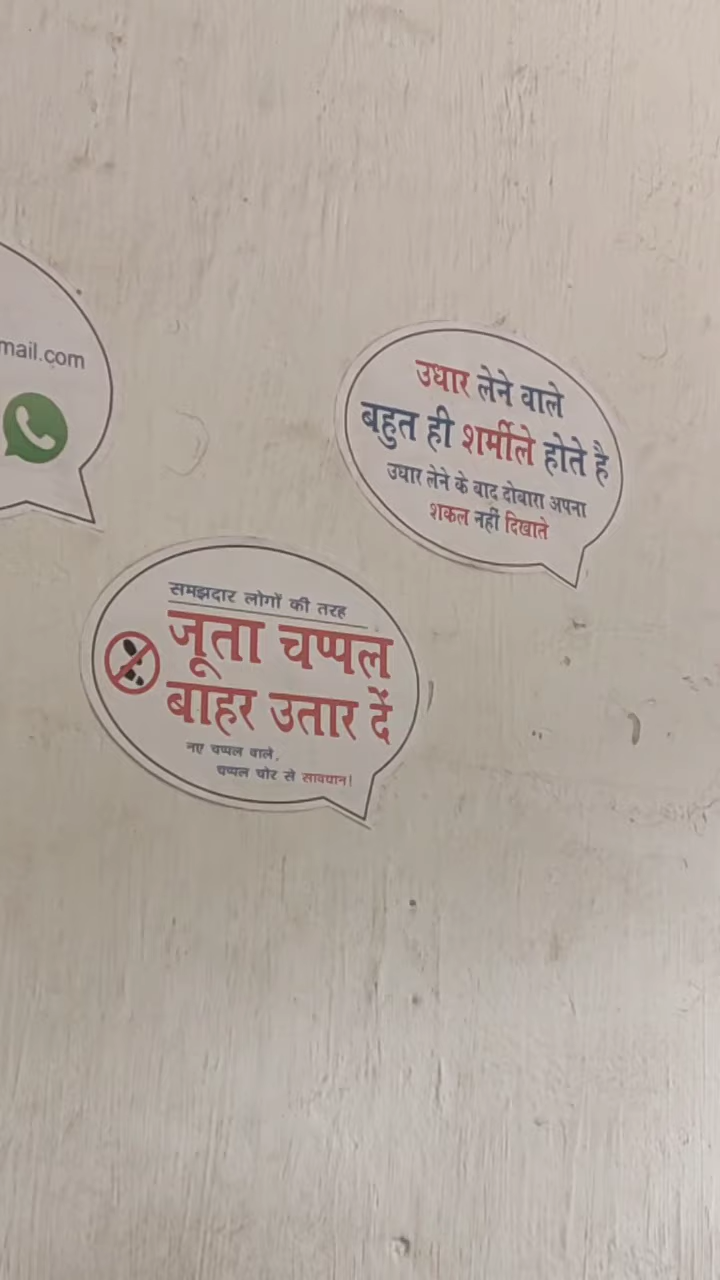 mail.com
उधार लेने वाले
बहुत ही शर्मीले होते है
उधार लेने के बाद दोबारा अपना
शकल नहीं दिखाते
समझदार लोगों की तरह
जूता चप्पल
बाहर उतार दें
नए चप्पल वाले,
चप्पल चोर से सावधान!